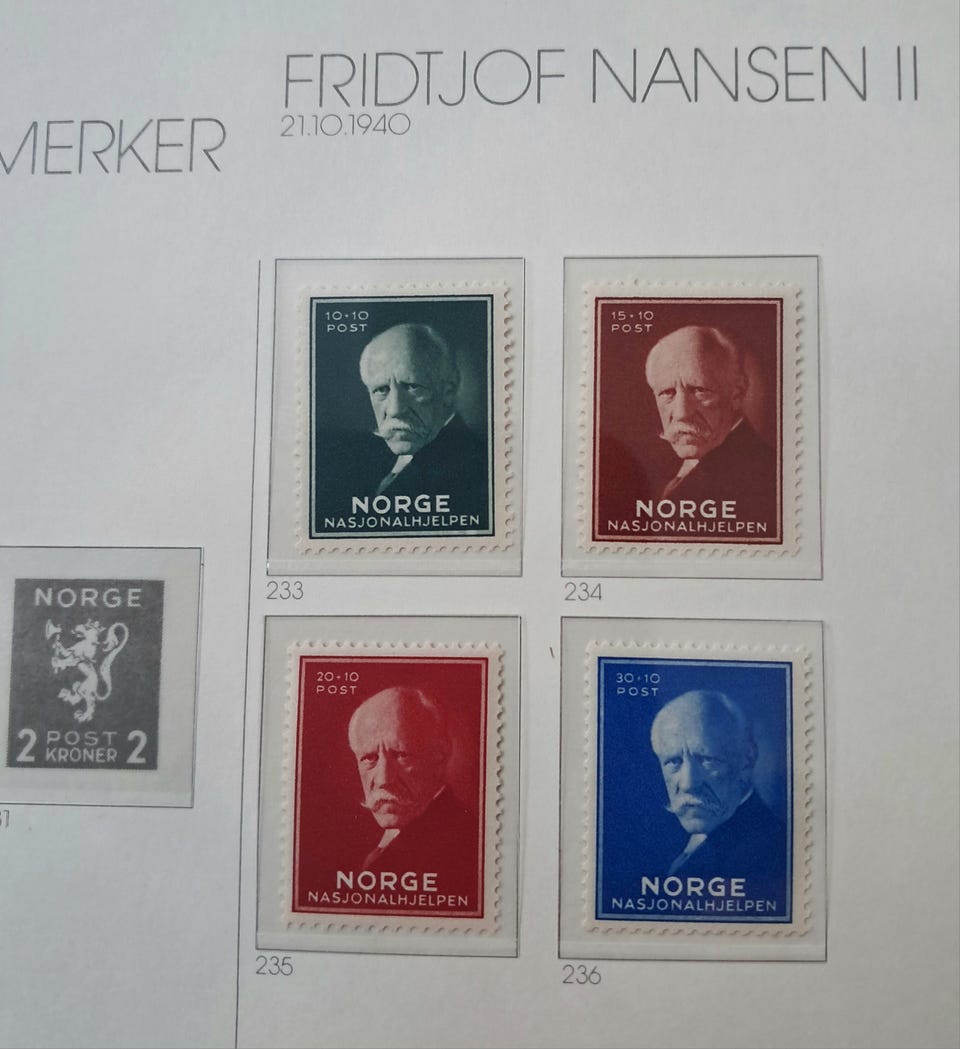 FRIDTJOF NANSEN II
21.10.1940
MERKER
10+10
POST
NORGE
NASJONALHJELPEN
233
15+10
POST
NORGE
NASJONALHJELPEN
234
NORGE
2 POST 2
KRONER
20+10
POST
NORGE
NASJONALHJELPEN
235
30+10
POST
NORGE
NASJONALHJELPEN
236